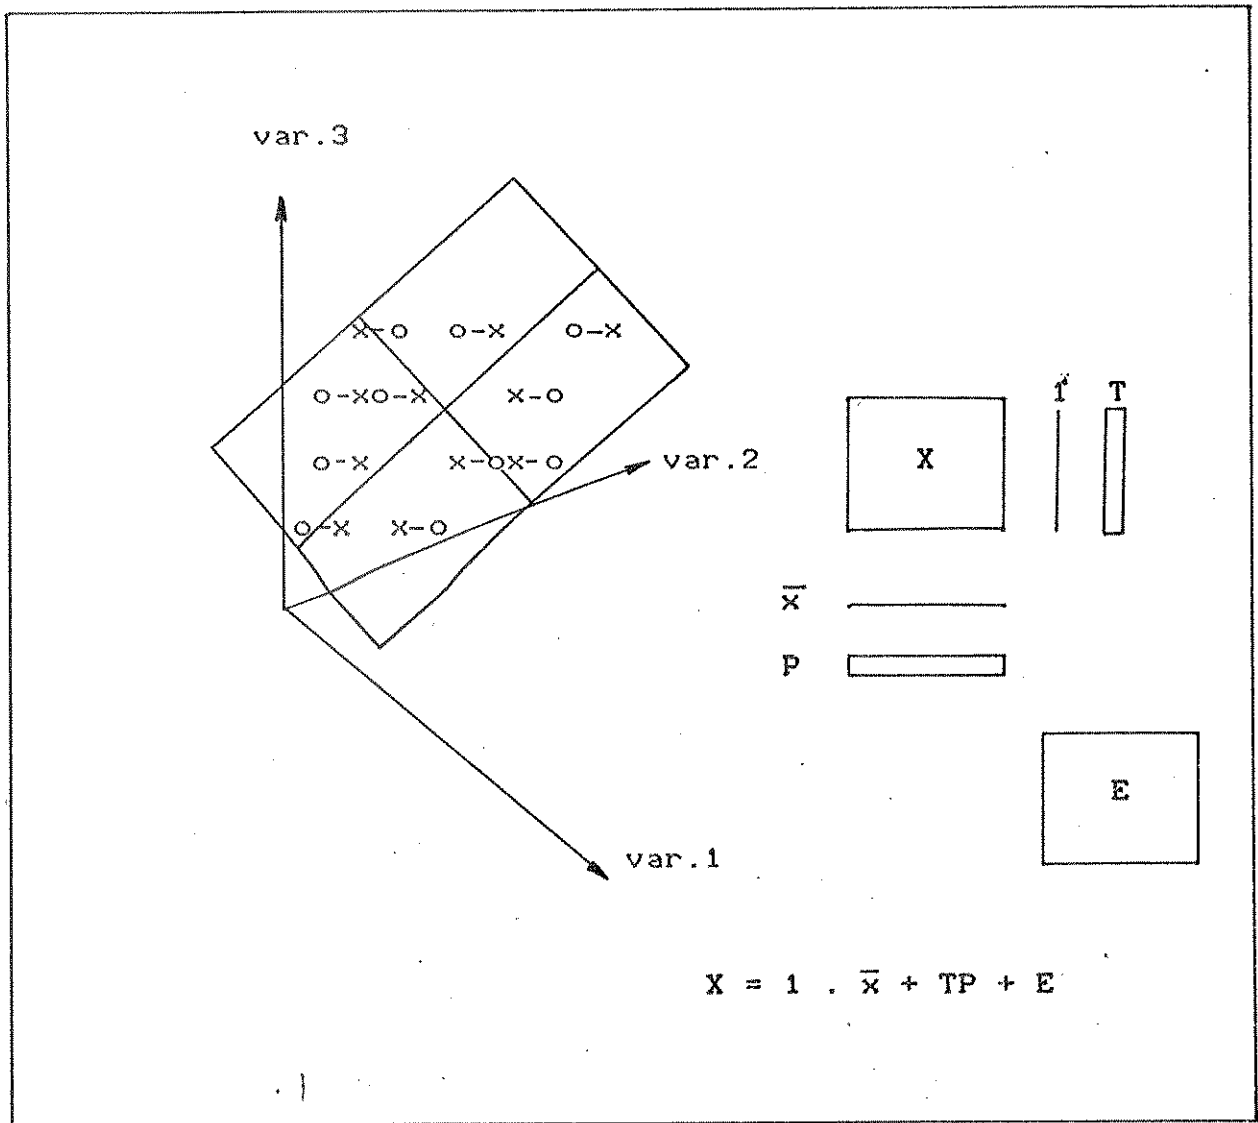 var.3
x-o o-x o-x
o-xo-x x-o
o-x x-ox-o
o-x x-o
var.2
var.1
1 T
X
x̅
P
E
X = 1 . x̅ + TP + E